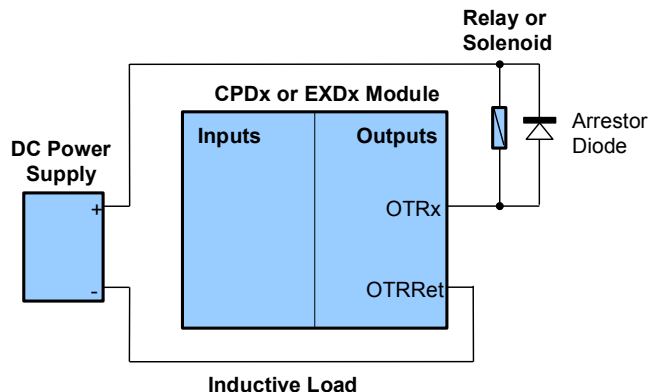 Relay or
Solenoid
CPDx or EXDx Module
Inputs
Outputs
Arrestor
Diode
DC Power
Supply
+
-
OTRx
OTRRet
Inductive Load